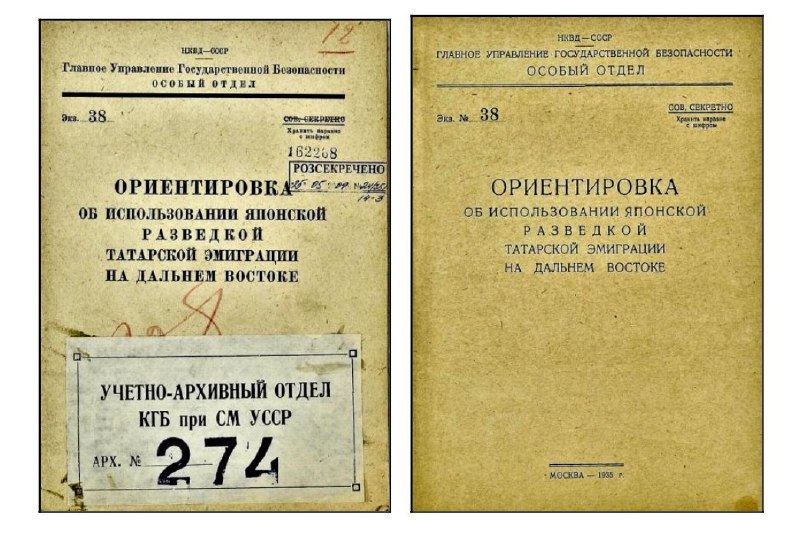 12
НКВД—СССР
Главное Управление Государственной Безопасности
ОСОБЫЙ ОТДЕЛ
Экз. 38
СОВ. СЕКРЕТНО
Хранить наравне
с шифром
162268
РОЗСЕКРЕЧЕНО
ОРИЕНТИРОВКА
ОБ ИСПОЛЬЗОВАНИИ ЯПОНСКОЙ
РАЗВЕДКОЙ
ТАТАРСКОЙ ЭМИГРАЦИИ
НА ДАЛЬНЕМ ВОСТОКЕ
УЧЕТНО-АРХИВНЫЙ ОТДЕЛ
КГБ при СМ УССР
АРХ. № 274
НКВД—СССР
ГЛАВНОЕ УПРАВЛЕНИЕ ГОСУДАРСТВЕННОЙ БЕЗОПАСНОСТИ
ОСОБЫЙ ОТДЕЛ
Экз. № 38
СОВ. СЕКРЕТНО
Хранить наравне
с шифром
ОРИЕНТИРОВКА
ОБ ИСПОЛЬЗОВАНИИ ЯПОНСКОЙ
РАЗВЕДКОЙ
ТАТАРСКОЙ ЭМИГРАЦИИ
НА ДАЛЬНЕМ ВОСТОКЕ
МОСКВА — 1935 г.